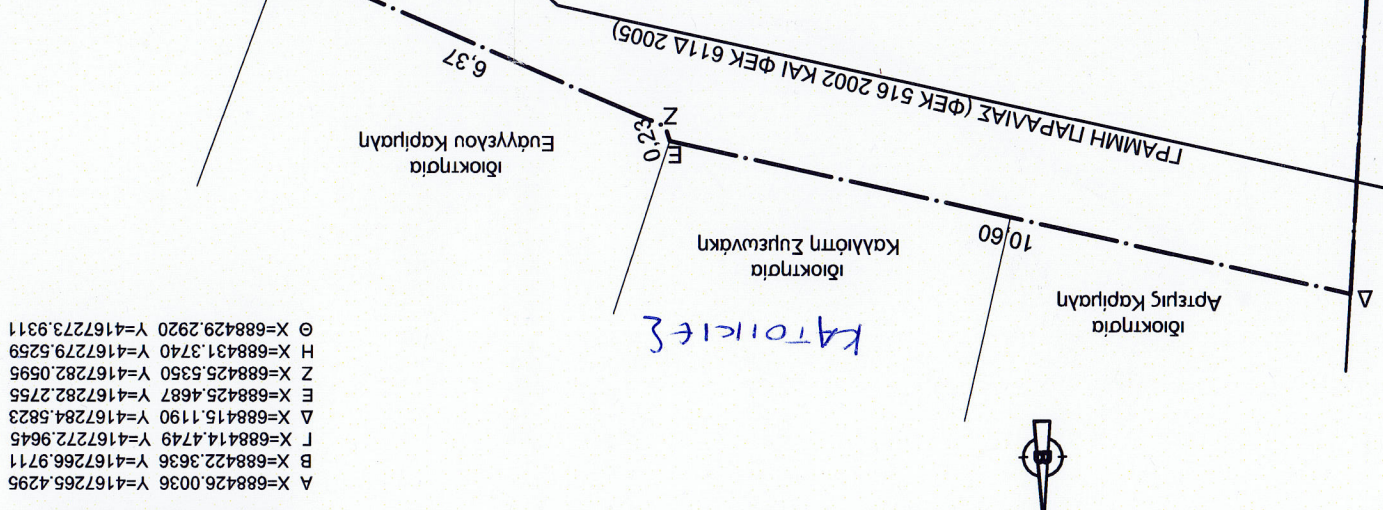 Α X=688426.0036 Y=4167265.4295
Β X=688422.3636 Y=4167266.9711
Γ X=688414.4749 Y=4167272.9645
Δ X=688415.1190 Y=4167284.5823
Ε X=688425.4687 Y=4167282.2755
Ζ X=688425.5350 Y=4167282.0595
Η X=688431.3740 Y=4167279.5259
Θ X=688429.2920 Y=4167273.9311
ιδιοκτησία
Αρτεμις Καρίμαλη
ΚΑΤΟΙΚΙΕΣ
ιδιοκτησία
Καλλιόπη Συμεωνάκη
ιδιοκτησία
Ευάγγελου Καρίμαλη
Δ
10,60
Ε
0,23
Ζ
6,37
ΓΡΑΜΜΗ ΠΑΡΑΛΙΑΣ (ΦΕΚ 516 2002 ΚΑΙ ΦΕΚ 611Δ 2005)